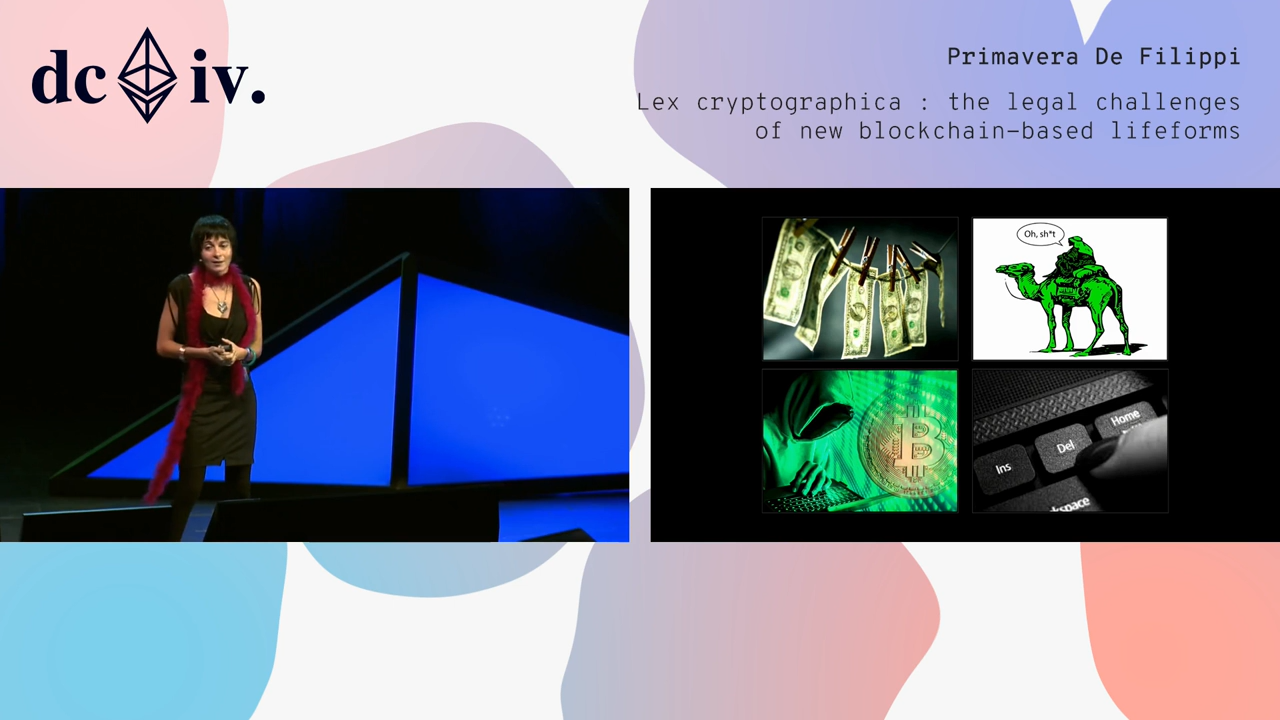 dc iv.
Primavera De Filippi
Lex cryptographica : the legal challenges
of new blockchain-based lifeforms
Oh, sh*t
Ins
Del
Home
kspace